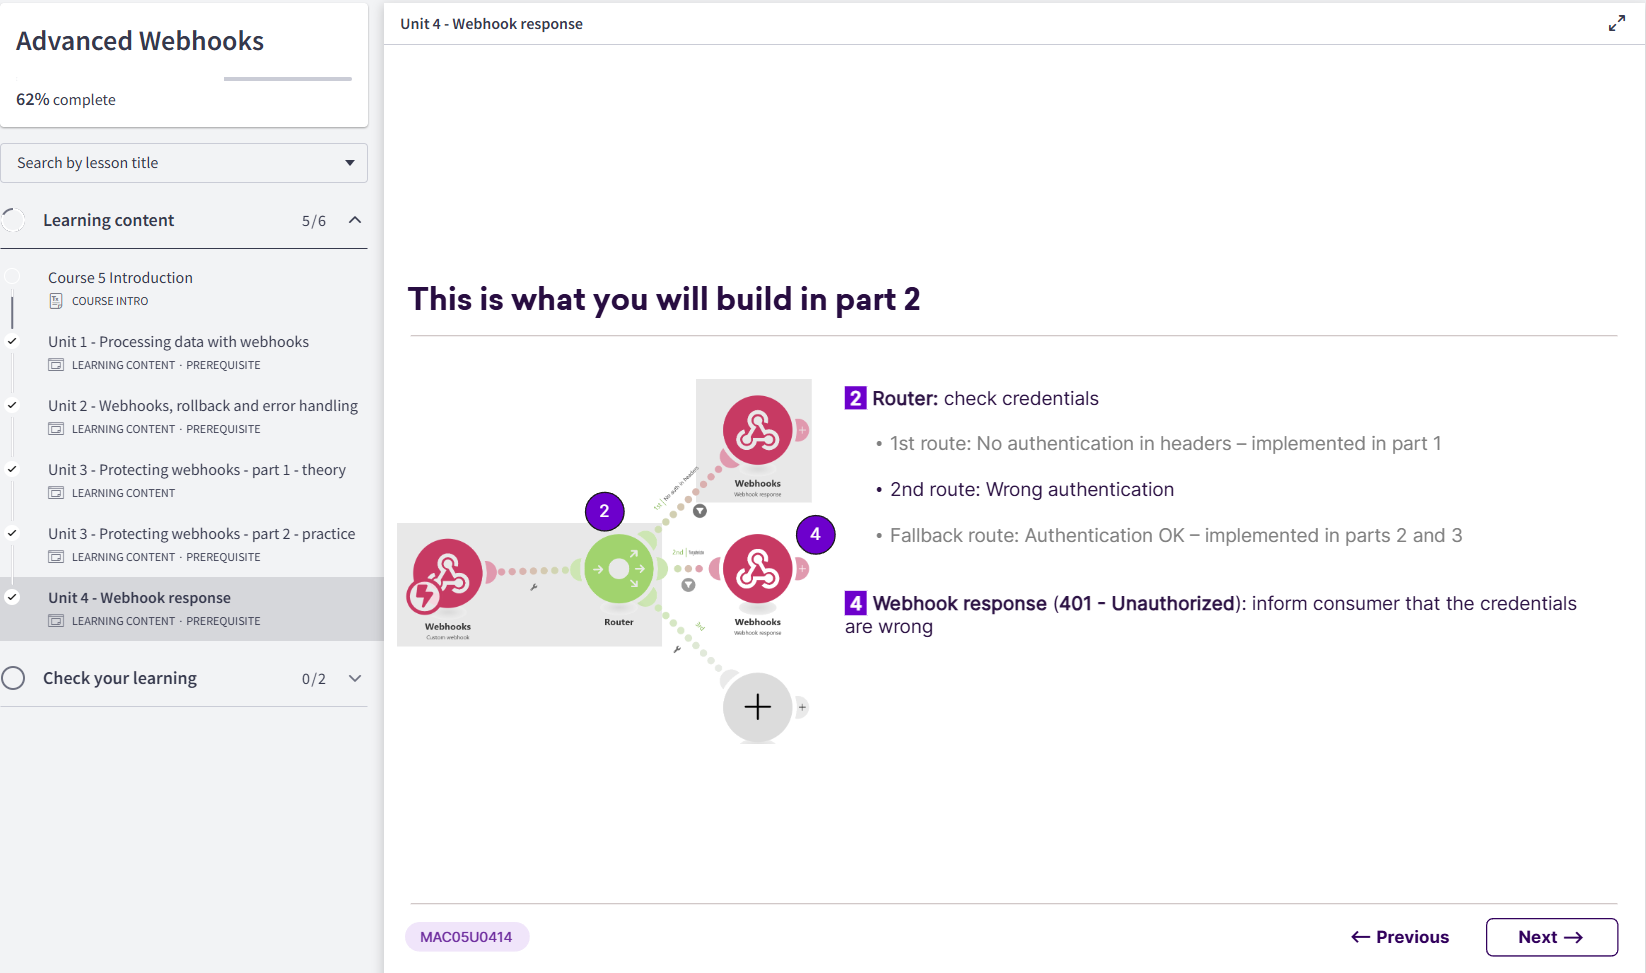 Advanced Webhooks
62% complete
Search by lesson title
Learning content 5/6
Course 5 Introduction
COURSE INTRO
Unit 1 - Processing data with webhooks
LEARNING CONTENT · PREREQUISITE
Unit 2 - Webhooks, rollback and error handling
LEARNING CONTENT · PREREQUISITE
Unit 3 - Protecting webhooks - part 1 - theory
LEARNING CONTENT
Unit 3 - Protecting webhooks - part 2 - practice
LEARNING CONTENT · PREREQUISITE
Unit 4 - Webhook response
LEARNING CONTENT · PREREQUISITE
Check your learning 0/2
Unit 4 - Webhook response
This is what you will build in part 2
Webhooks
Custom webhook
2
Router
1st No auth in headers
Webhooks
Webhook response
2nd
4
Webhooks
Webhook response
3rd
2 Router: check credentials
• 1st route: No authentication in headers – implemented in part 1
• 2nd route: Wrong authentication
• Fallback route: Authentication OK – implemented in parts 2 and 3
4 Webhook response (401 - Unauthorized): inform consumer that the credentials
are wrong
MAC05U0414
← Previous
Next →